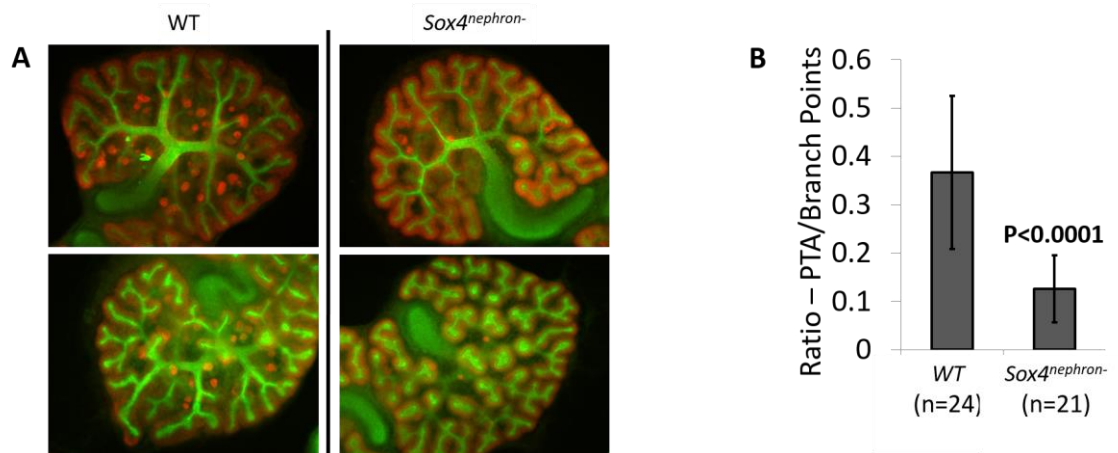 WT
Sox4nephron-
A
B
Ratio – PTA/Branch Points
0.6
0.5
0.4
0.3
0.2
0.1
0
P<0.0001
WT
Sox4nephron-
(n=24)
(n=21)